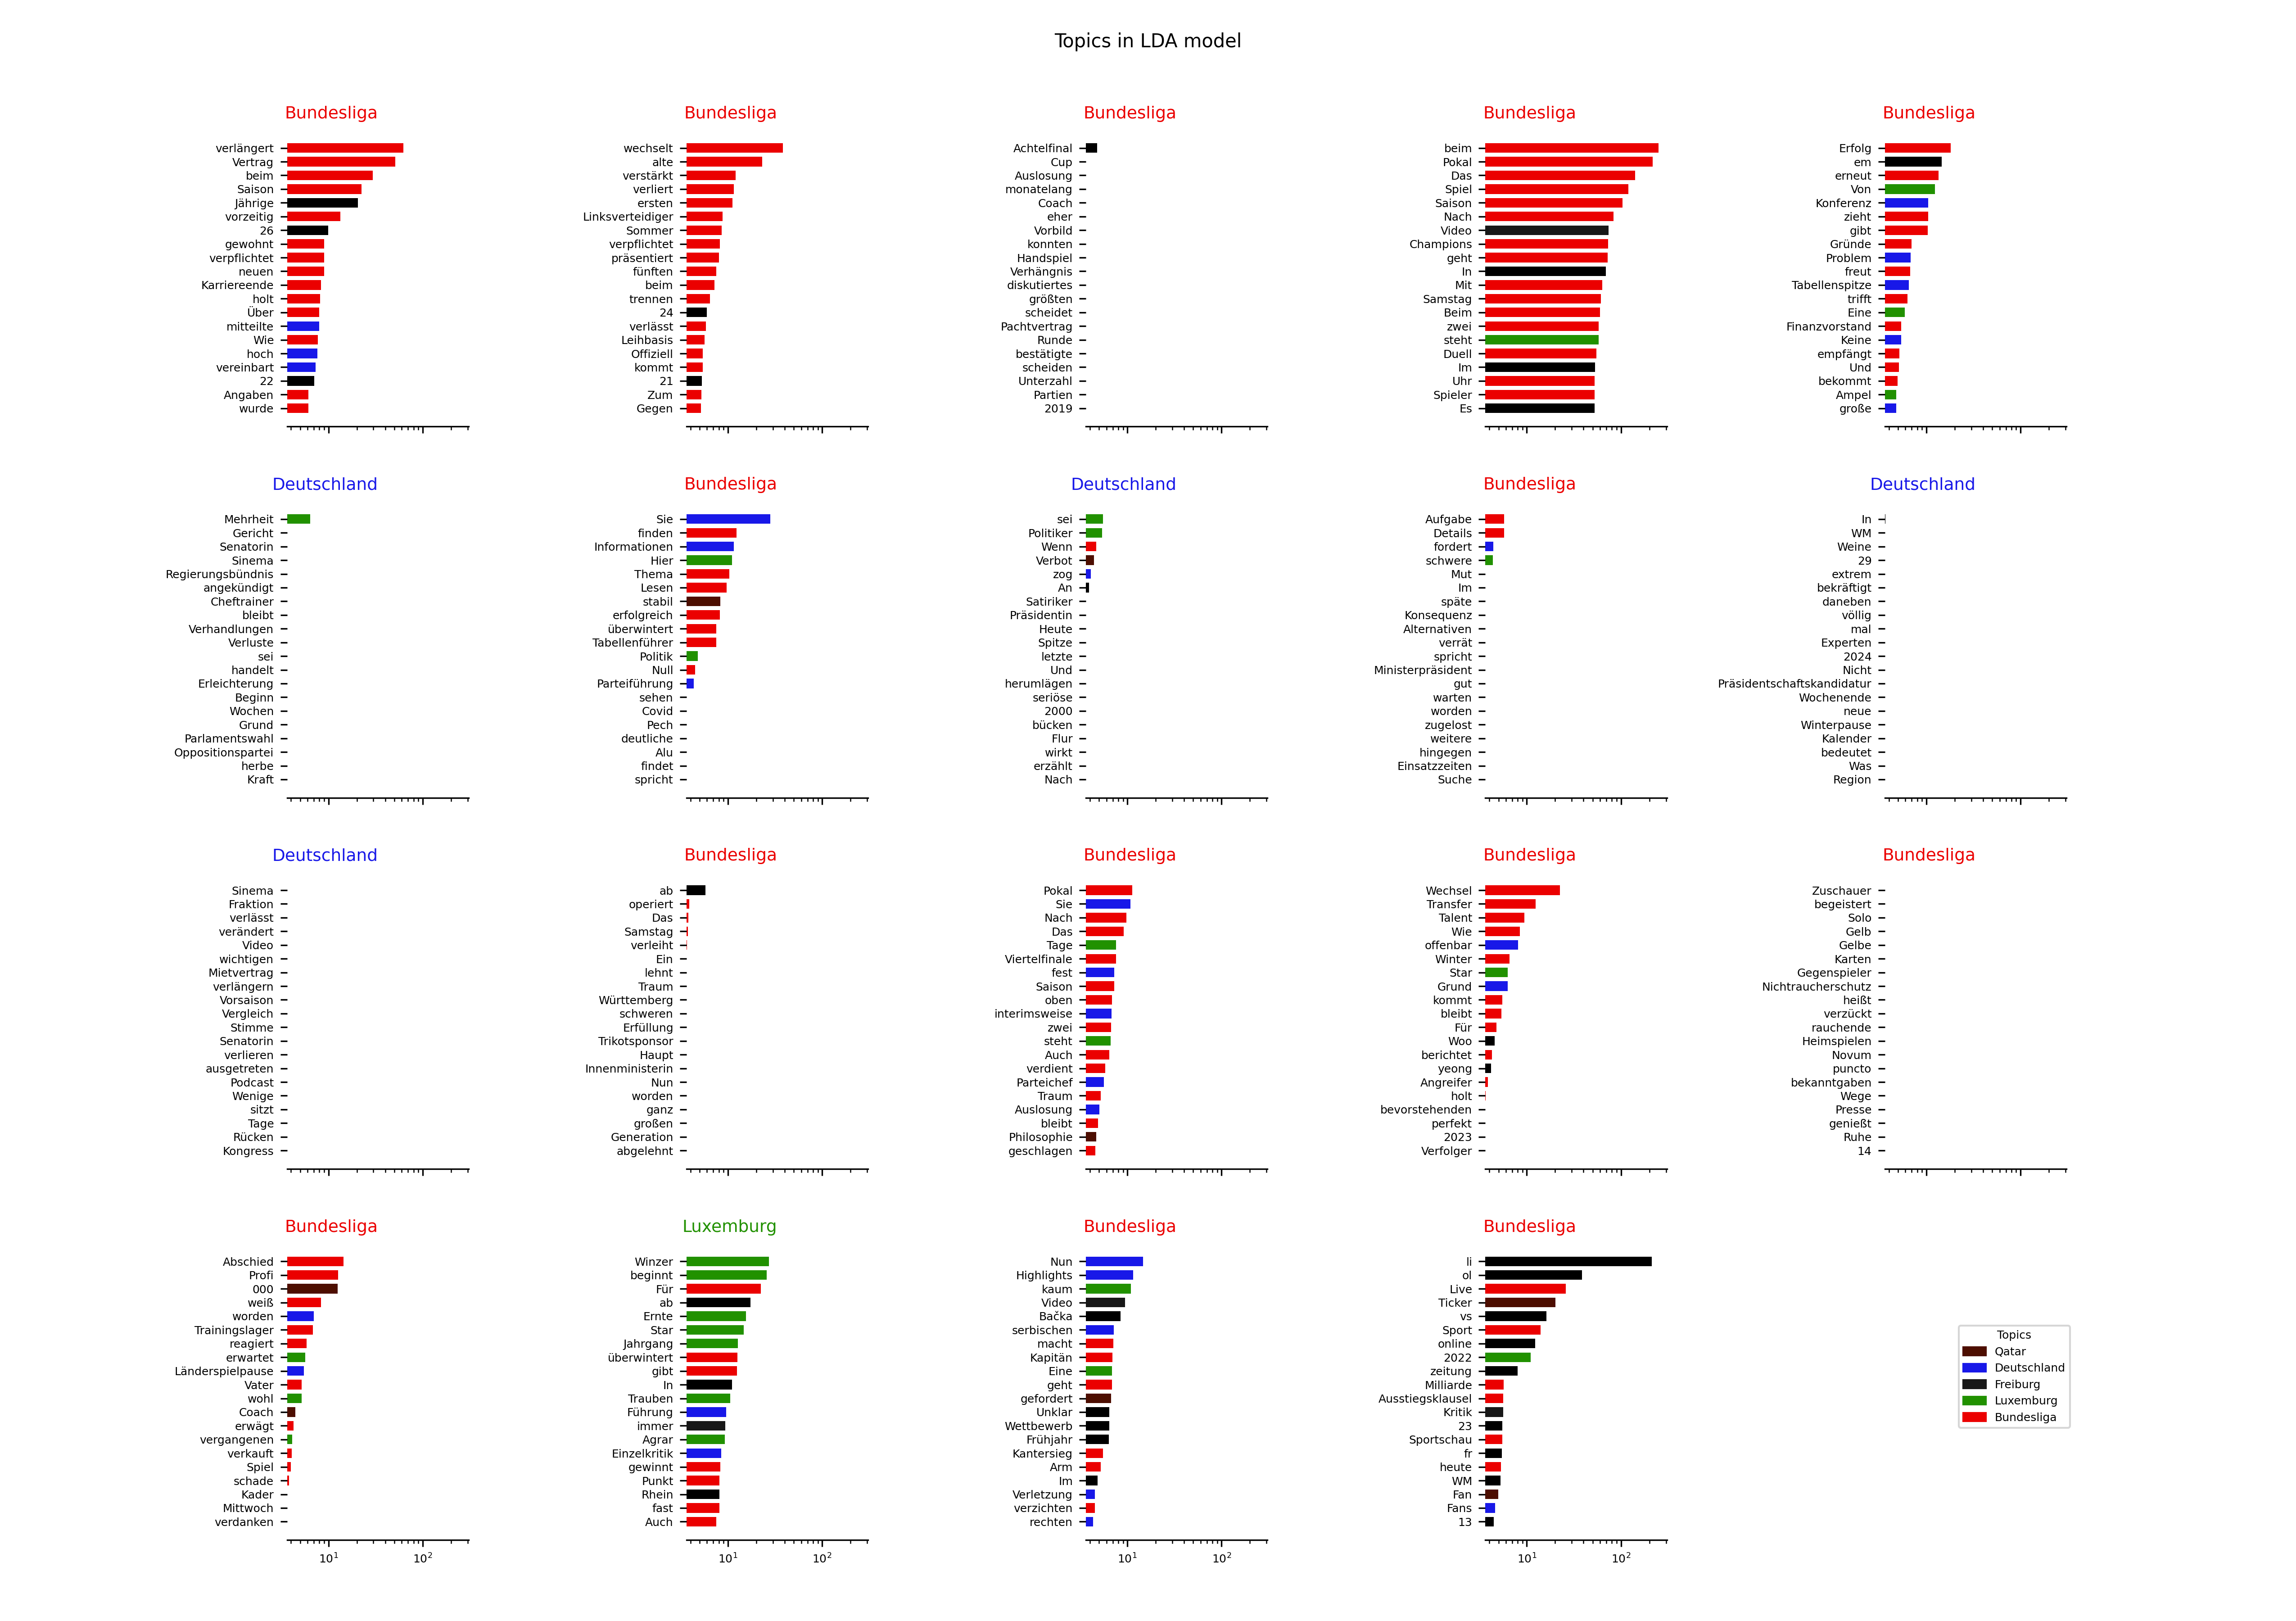 Topics in LDA model
Bundesliga
verlängert
Vertrag
beim
Saison
Jährige
vorzeitig
26
gewohnt
verpflichtet
neuen
Karriereende
holt
Über
mitteilte
Wie
hoch
vereinbart
22
Angaben
wurde
Bundesliga
wechselt
alte
verstärkt
verliert
ersten
Linksverteidiger
Sommer
verpflichtet
präsentiert
fünften
beim
trennen
24
verlässt
Leihbasis
Offiziell
kommt
21
Zum
Gegen
Bundesliga
Achtelfinal
Cup
Auslosung
monatelang
Coach
eher
Vorbild
konnten
Handspiel
Verhängnis
diskutiertes
größten
scheidet
Pachtvertrag
Runde
bestätigte
scheiden
Unterzahl
Partien
2019
Bundesliga
beim
Pokal
Das
Spiel
Saison
Nach
Video
Champions
geht
In
Mit
Samstag
Beim
zwei
steht
Duell
Im
Uhr
Spieler
Es
Bundesliga
Erfolg
em
erneut
Von
Konferenz
zieht
gibt
Gründe
Problem
freut
Tabellenspitze
trifft
Eine
Finanzvorstand
Keine
empfängt
Und
bekommt
Ampel
große
Deutschland
Mehrheit
Gericht
Senatorin
Sinema
Regierungsbündnis
angekündigt
Cheftrainer
bleibt
Verhandlungen
Verluste
sei
handelt
Erleichterung
Beginn
Wochen
Grund
Parlamentswahl
Oppositionspartei
herbe
Kraft
Bundesliga
Sie
finden
Informationen
Hier
Thema
Lesen
stabil
erfolgreich
überwintert
Tabellenführer
Politik
Null
Parteiführung
sehen
Covid
Pech
deutliche
Alu
findet
spricht
Deutschland
sei
Politiker
Wenn
Verbot
zog
An
Satiriker
Präsidentin
Heute
Spitze
letzte
Und
herumlägen
seriöse
2000
bücken
Flur
wirkt
erzählt
Nach
Bundesliga
Aufgabe
Details
fordert
schwere
Mut
Im
späte
Konsequenz
Alternativen
verrät
spricht
Ministerpräsident
gut
warten
worden
zugelost
weitere
hingegen
Einsatzzeiten
Suche
Deutschland
In
WM
Weine
29
extrem
bekräftigt
daneben
völlig
mal
Experten
2024
Nicht
Präsidentschaftskandidatur
Wochenende
neue
Winterpause
Kalender
bedeutet
Was
Region
Deutschland
Sinema
Fraktion
verlässt
verändert
Video
wichtigen
Mietvertrag
verlängern
Vorsaison
Vergleich
Stimme
Senatorin
verlieren
ausgetreten
Podcast
Wenige
sitzt
Tage
Rücken
Kongress
Bundesliga
ab
operiert
Das
Samstag
verleiht
Ein
lehnt
Traum
Württemberg
schweren
Erfüllung
Trikotsponsor
Haupt
Innenministerin
Nun
worden
ganz
großen
Generation
abgelehnt
Bundesliga
Pokal
Sie
Nach
Das
Tage
Viertelfinale
fest
Saison
oben
interimsweise
zwei
steht
Auch
verdient
Parteichef
Traum
Auslosung
bleibt
Philosophie
geschlagen
Bundesliga
Wechsel
Transfer
Talent
Wie
offenbar
Winter
Star
Grund
kommt
bleibt
Für
Woo
berichtet
yeong
Angreifer
holt
bevorstehenden
perfekt
2023
Verfolger
Bundesliga
Zuschauer
begeistert
Solo
Gelb
Gelbe
Karten
Gegenspieler
Nichtraucherschutz
heißt
verzückt
rauchende
Heimspielen
Novum
puncto
bekanntgaben
Wege
Presse
genießt
Ruhe
14
Bundesliga
Abschied
Profi
000
weiß
worden
Trainingslager
reagiert
erwartet
Länderspielpause
Vater
wohl
Coach
erwägt
vergangenen
verkauft
Spiel
schade
Kader
Mittwoch
verdanken
10¹ 10²
Luxemburg
Winzer
beginnt
Für
ab
Ernte
Star
Jahrgang
überwintert
gibt
In
Trauben
Führung
immer
Agrar
Einzelkritik
gewinnt
Punkt
Rhein
fast
Auch
10¹ 10²
Bundesliga
Nun
Highlights
kaum
Video
Bačka
serbischen
macht
Kapitän
Eine
geht
gefordert
Unklar
Wettbewerb
Frühjahr
Kantersieg
Arm
Im
Verletzung
verzichten
rechten
10¹ 10²
Bundesliga
li
ol
Live
Ticker
vs
Sport
online
2022
zeitung
Milliarde
Ausstiegsklausel
Kritik
23
Sportschau
fr
heute
WM
Fan
Fans
13
10¹ 10²
Topics
Qatar
Deutschland
Freiburg
Luxemburg
Bundesliga